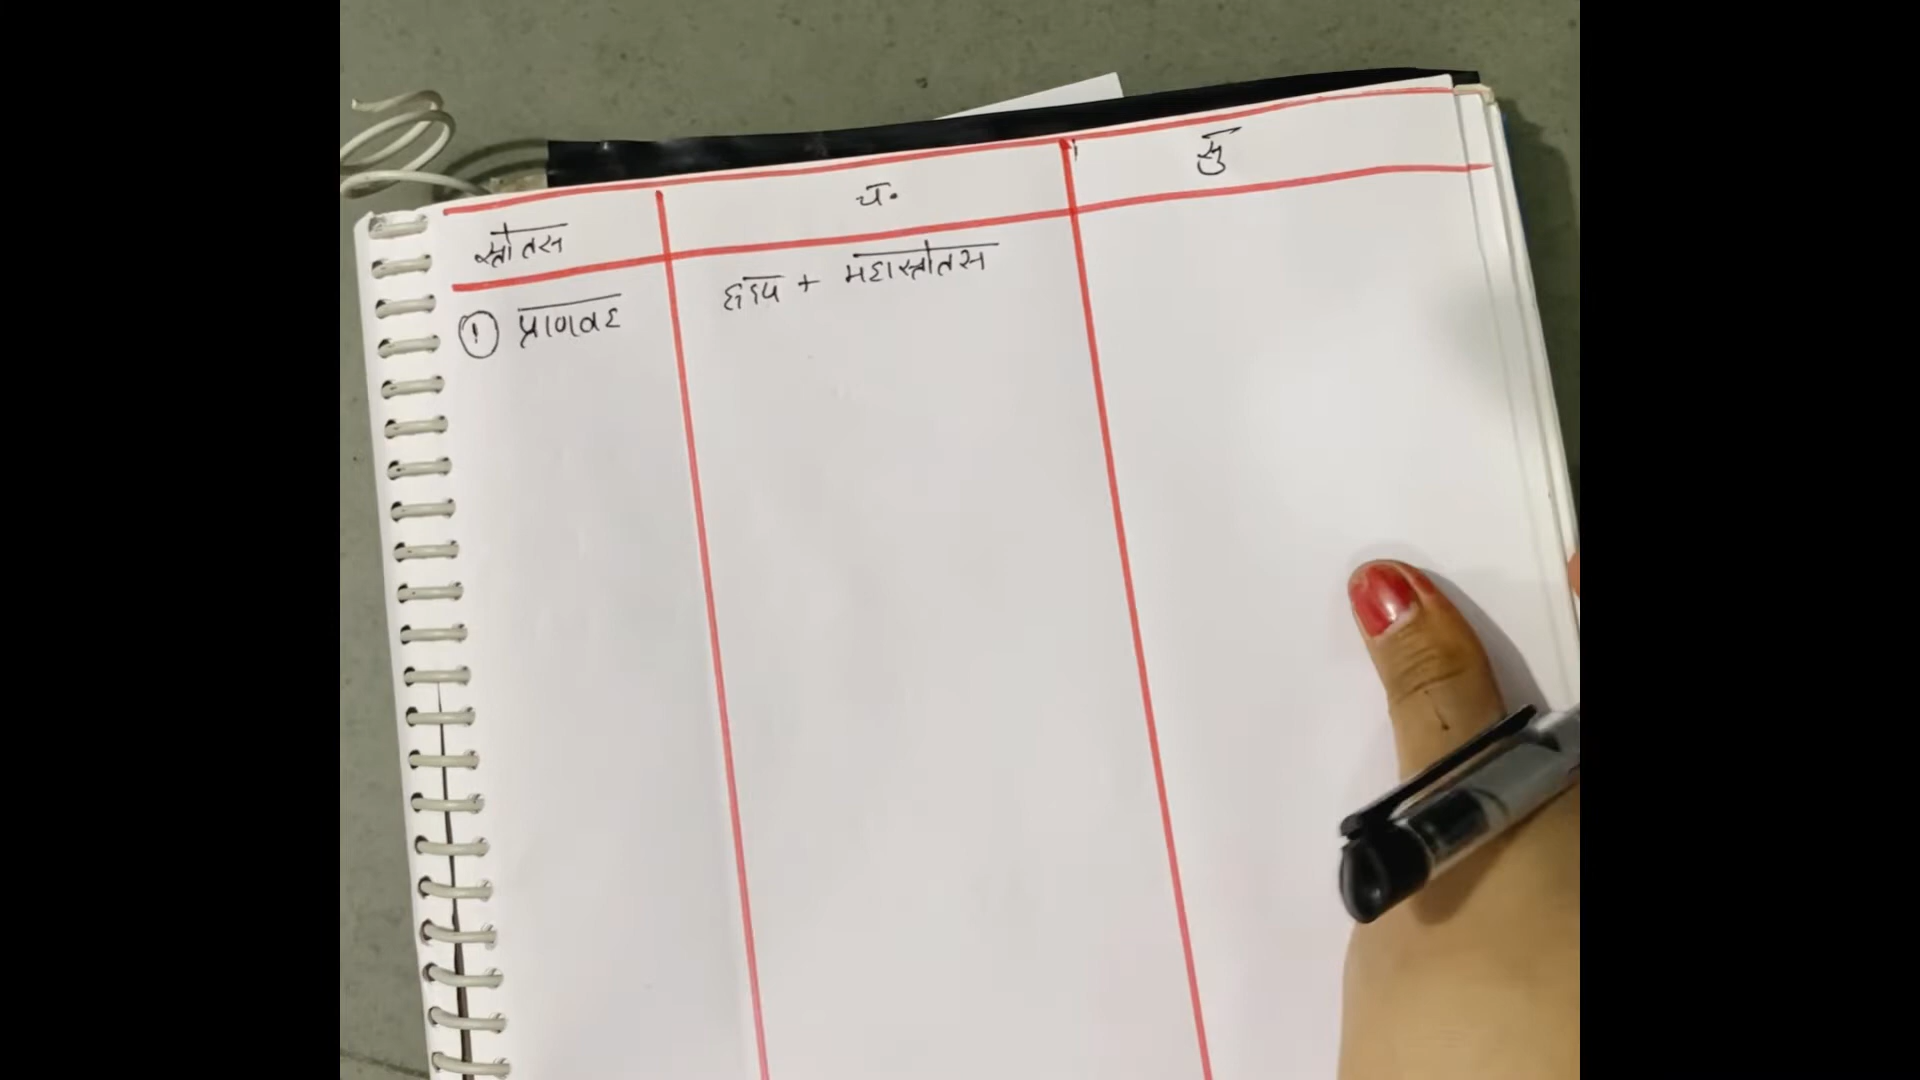 स्त्रोतस च. सु
① प्राणवह हृदय + महास्त्रोतस